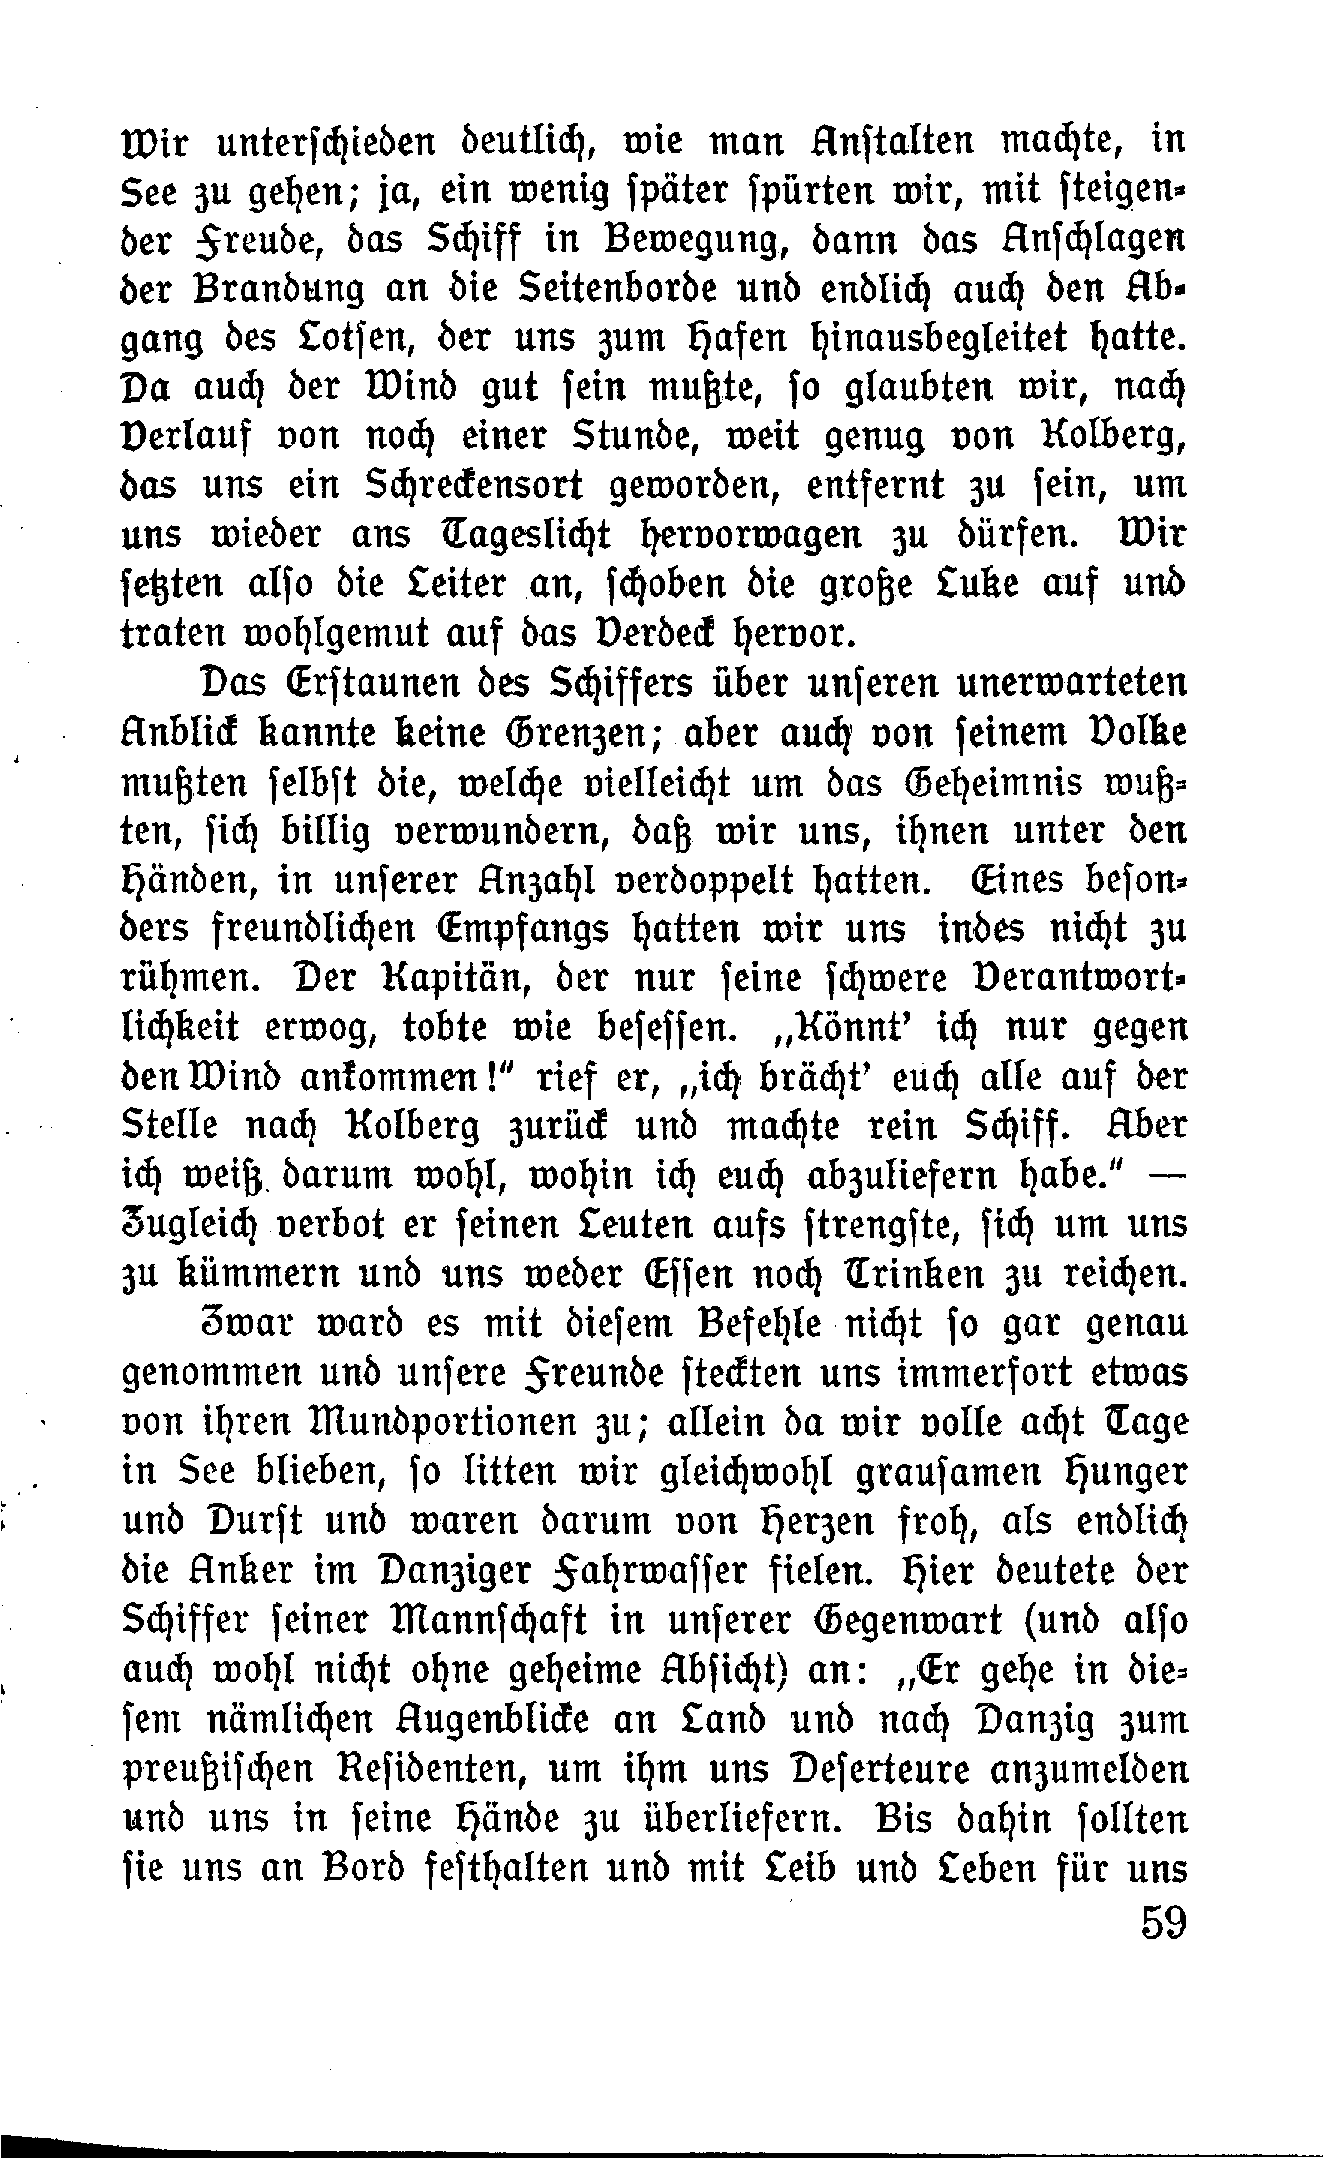 Wir unterschieden deutlich, wie man Anstalten machte, in
See zu gehen; ja, ein wenig später spürten wir, mit steigen-
der Freude, das Schiff in Bewegung, dann das Anschlagen
der Brandung an die Seitenborde und endlich auch den Ab-
gang des Lotsen, der uns zum Hafen hinausbegleitet hatte.
Da auch der Wind gut sein mußte, so glaubten wir, nach
Verlauf von noch einer Stunde, weit genug von Kolberg,
das uns ein Schreckensort geworden, entfernt zu sein, um
uns wieder ans Tageslicht hervorwagen zu dürfen. Wir
setzten also die Leiter an, schoben die große Luke auf und
traten wohlgemut auf das Verdeck hervor.
Das Erstaunen des Schiffers über unseren unerwarteten
Anblick kannte keine Grenzen; aber auch von seinem Volke
mußten selbst die, welche vielleicht um das Geheimnis wuß-
ten, sich billig verwundern, daß wir uns, ihnen unter den
Händen, in unserer Anzahl verdoppelt hatten. Eines beson-
ders freundlichen Empfangs hatten wir uns indes nicht zu
rühmen. Der Kapitän, der nur seine schwere Verantwort-
lichkeit erwog, tobte wie besessen. „Könnt' ich nur gegen
den Wind ankommen!" rief er, „ich brächt' euch alle auf der
Stelle nach Kolberg zurück und machte rein Schiff. Aber
ich weiß darum wohl, wohin ich euch abzuliefern habe." —
Zugleich verbot er seinen Leuten aufs strengste, sich um uns
zu kümmern und uns weder Essen noch Trinken zu reichen.
Zwar ward es mit diesem Befehle nicht so gar genau
genommen und unsere Freunde steckten uns immerfort etwas
von ihren Mundportionen zu; allein da wir volle acht Tage
in See blieben, so litten wir gleichwohl grausamen Hunger
und Durst und waren darum von Herzen froh, als endlich
die Anker im Danziger Fahrwasser fielen. Hier deutete der
Schiffer seiner Mannschaft in unserer Gegenwart (und also
auch wohl nicht ohne geheime Absicht) an: „Er gehe in die-
sem nämlichen Augenblicke an Land und nach Danzig zum
preußischen Residenten, um ihm uns Deserteure anzumelden
und uns in seine Hände zu überliefern. Bis dahin sollten
sie uns an Bord festhalten und mit Leib und Leben für uns
59